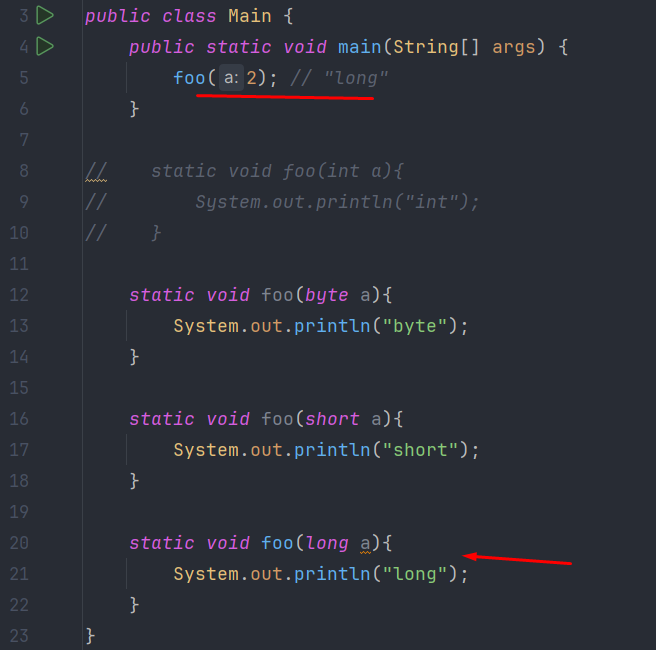 3 public class Main {
4 public static void main(String[] args) {
5 foo( a: 2); // "long"
6 }
7
8 // static void foo(int a){
9 // System.out.println("int");
10 // }
11
12 static void foo(byte a){
13 System.out.println("byte");
14 }
15
16 static void foo(short a){
17 System.out.println("short");
18 }
19
20 static void foo(long a){
21 System.out.println("long");
22 }
23 }